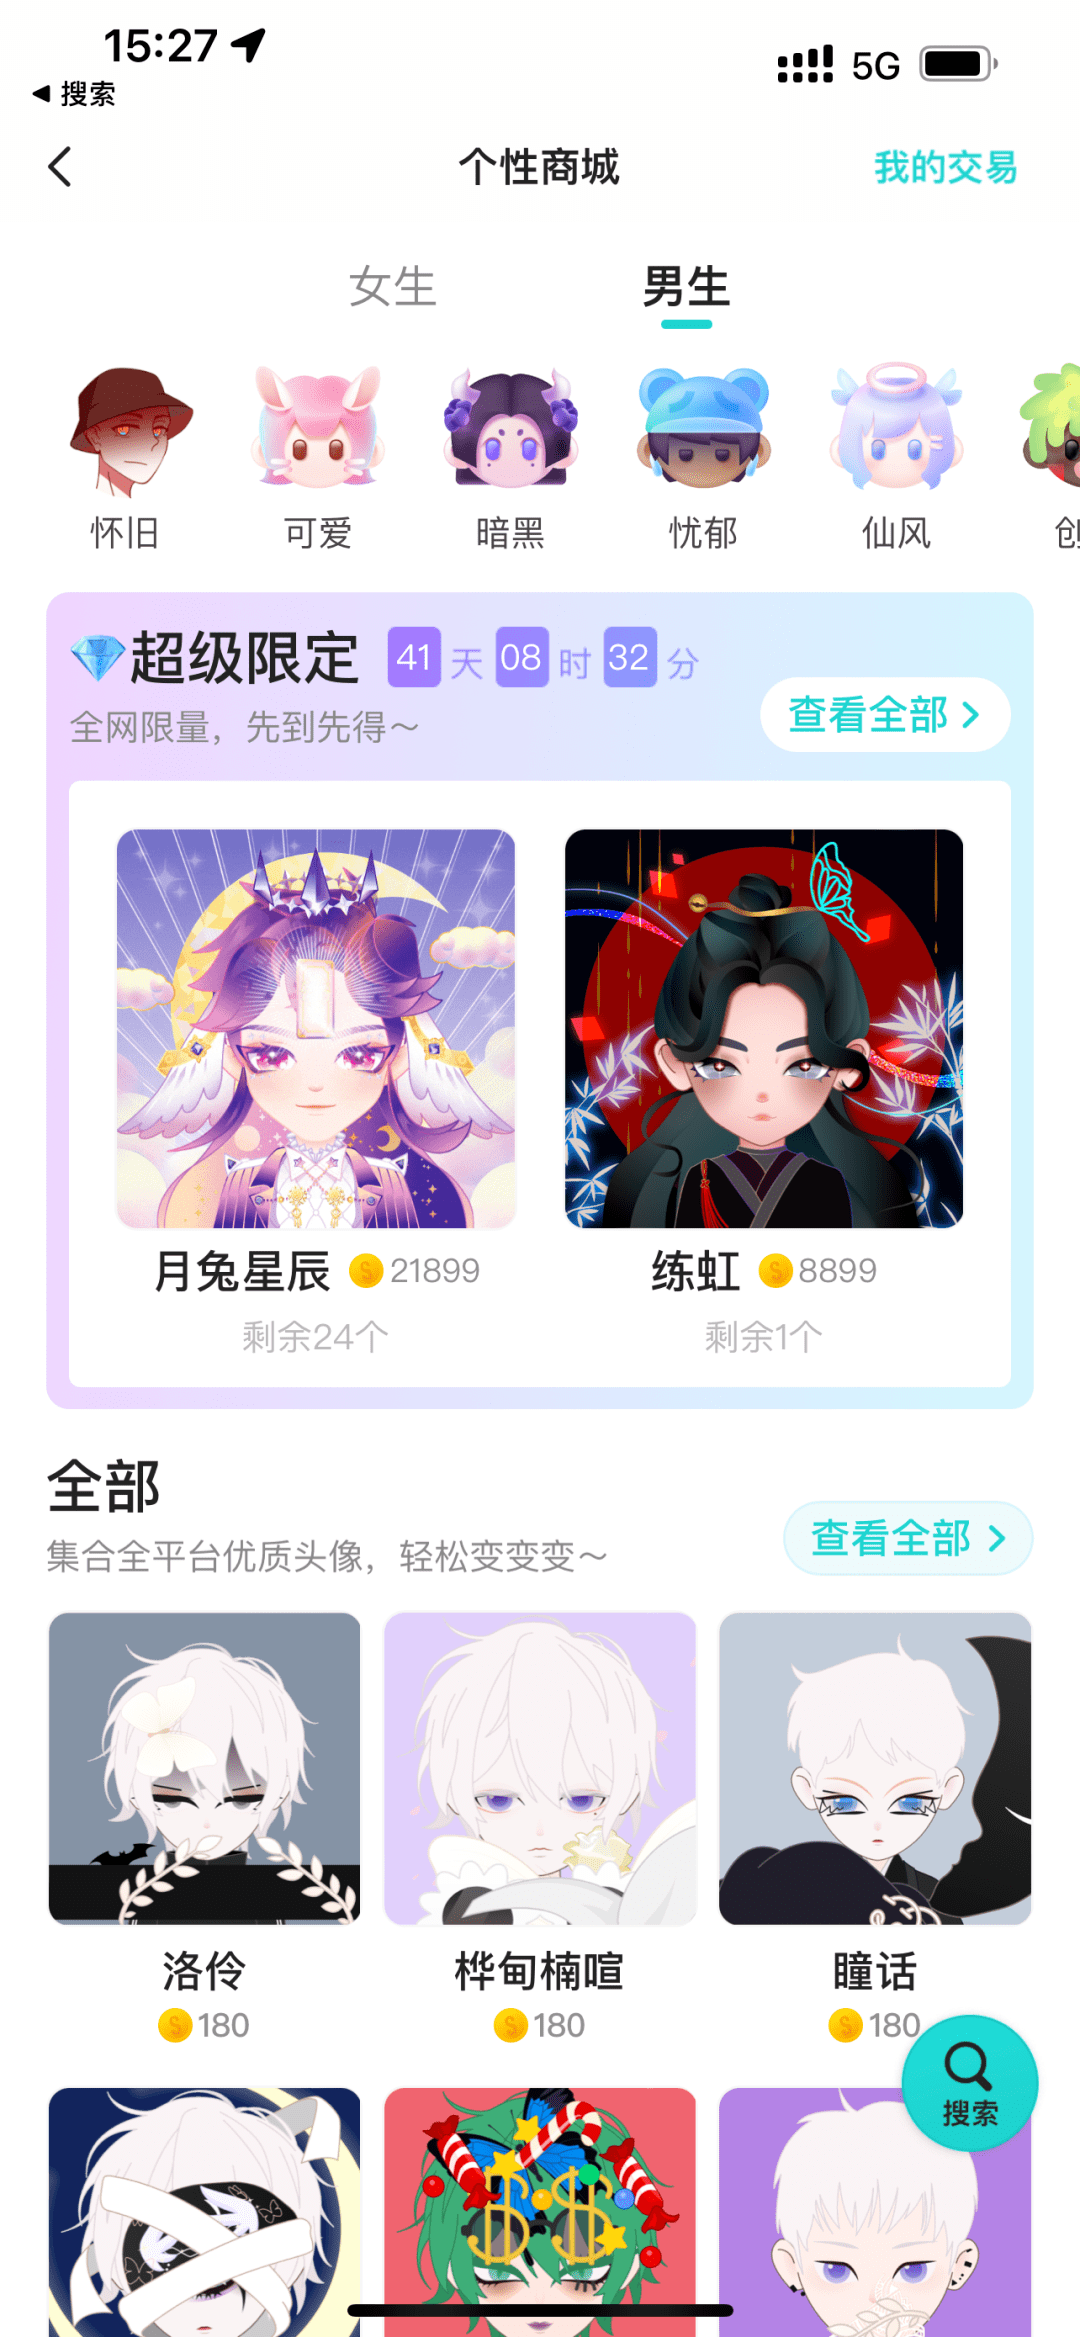 15:27
5G
搜索
个性商城
我的交易
女生
男生
怀旧
可爱
暗黑
忧郁
仙风
创
超级限定 41 天 08 时 32 分
全网限量，先到先得～
查看全部
月兔星辰 21899
剩余24个
练虹 8899
剩余1个
全部
集合全平台优质头像，轻松变变变～
查看全部
洛伶
180
桦甸楠喧
180
瞳话
180
搜索